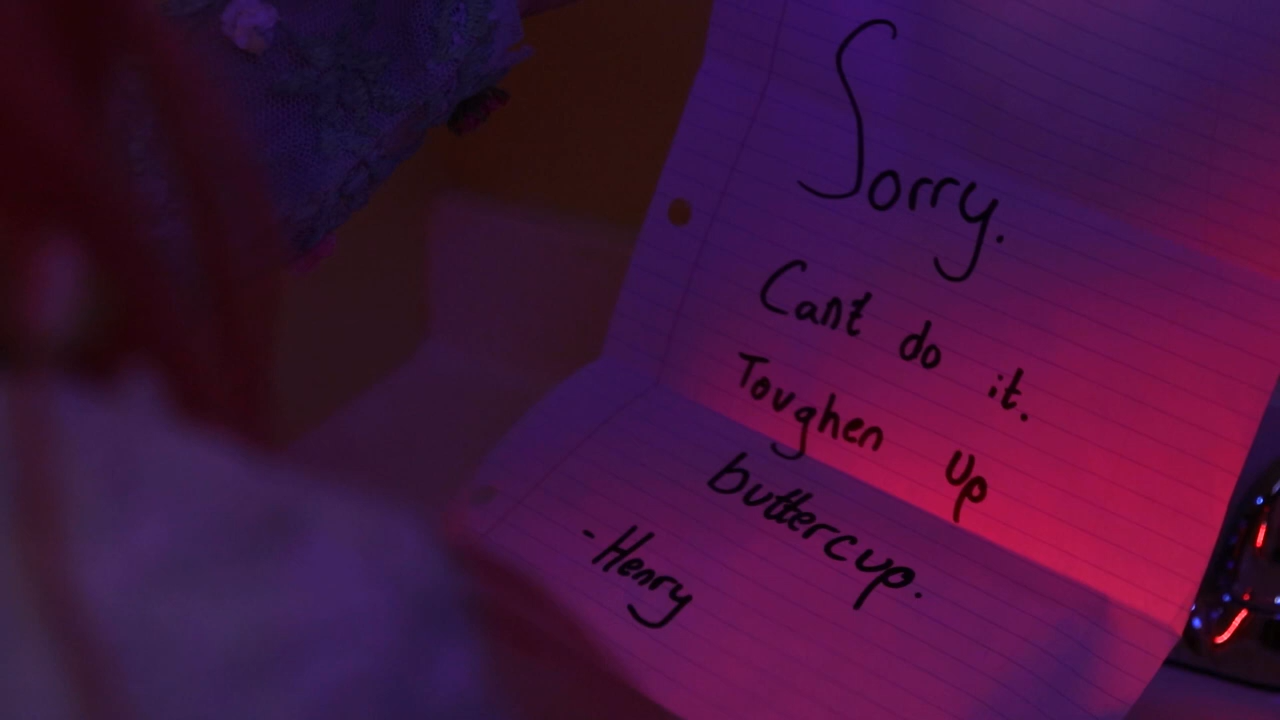 Sorry.
Cant do it.
Toughen Up
buttercup.
-Henry